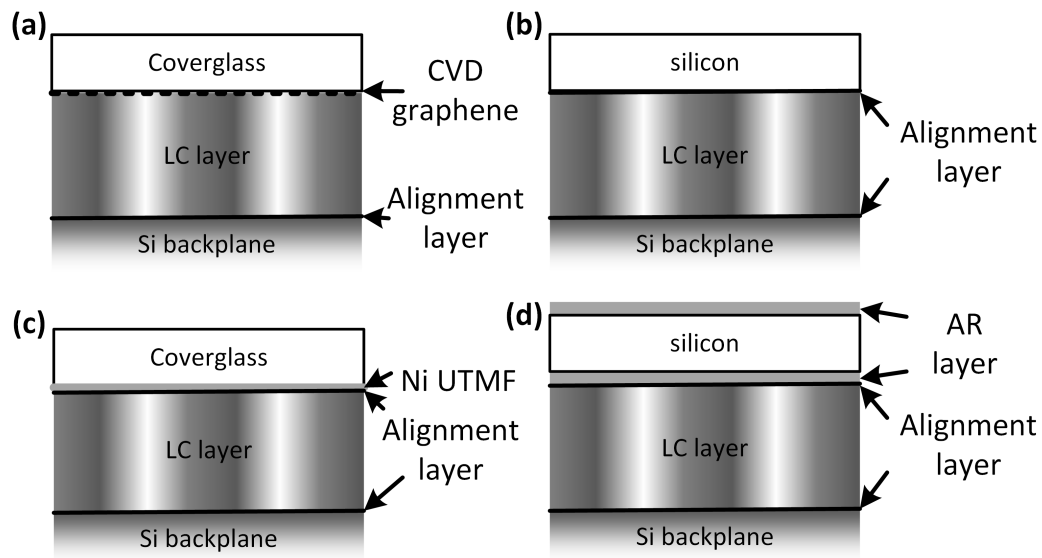 (a)
Coverglass
CVD
graphene
LC layer
Alignment
layer
Si backplane
(b)
silicon
LC layer
Alignment
layer
Si backplane
(c)
Coverglass
Ni UTMF
Alignment
layer
LC layer
Si backplane
(d)
AR
layer
silicon
Alignment
layer
LC layer
Si backplane